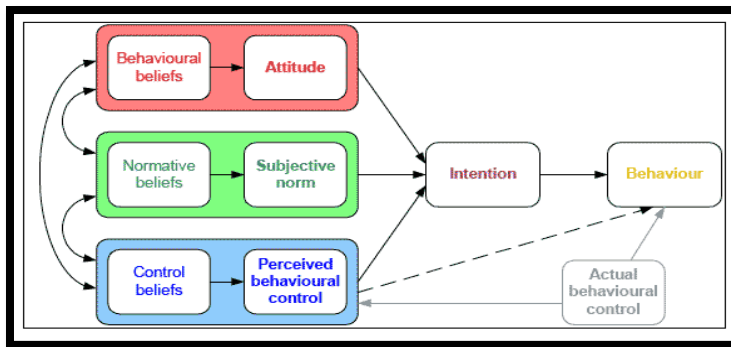 Behavioural
beliefs
Attitude
Normative
beliefs
Subjective
norm
Intention
Behaviour
Control
beliefs
Perceived
behavioural
control
Actual
behavioural
control